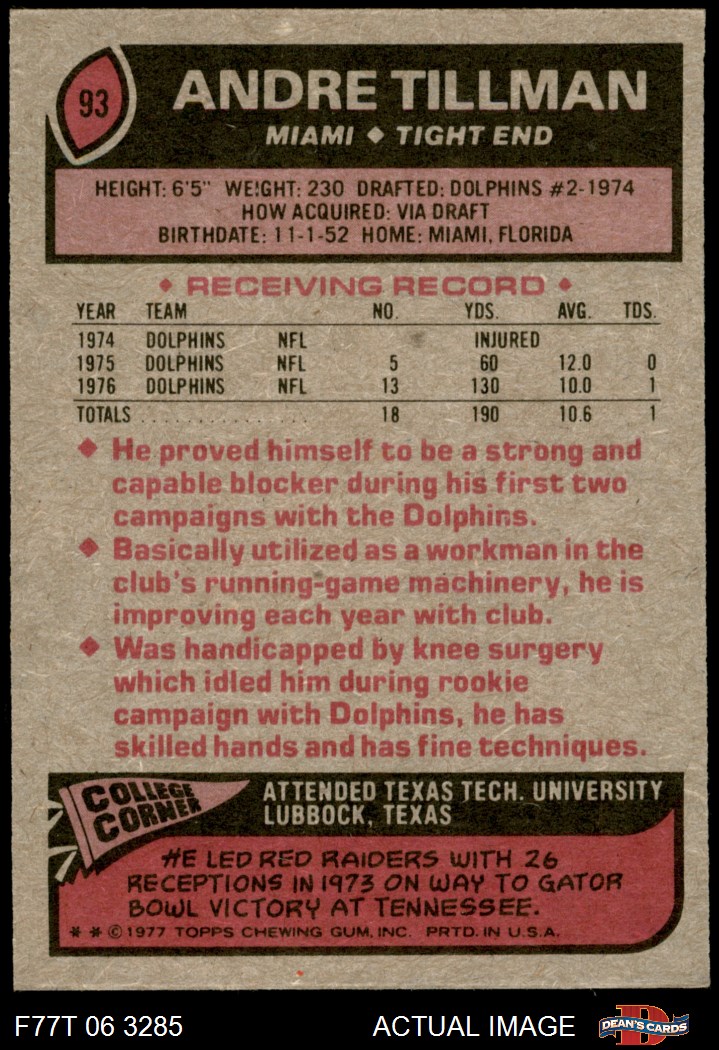 93
ANDRE TILLMAN
MIAMI ◆ TIGHT END
HEIGHT: 6'5" WEIGHT: 230 DRAFTED: DOLPHINS #2-1974
HOW ACQUIRED: VIA DRAFT
BIRTHDATE: 11-1-52 HOME: MIAMI, FLORIDA
◆ RECEIVING RECORD ◆
YEAR TEAM NO. YDS. AVG. TDS.
1974 DOLPHINS NFL INJURED
1975 DOLPHINS NFL 5 60 12.0 0
1976 DOLPHINS NFL 13 130 10.0 1
TOTALS . . . . . . . . . . . . . . . . 18 190 10.6 1
◆ He proved himself to be a strong and
capable blocker during his first two
campaigns with the Dolphins.
◆ Basically utilized as a workman in the
club's running-game machinery, he is
improving each year with club.
◆ Was handicapped by knee surgery
which idled him during rookie
campaign with Dolphins, he has
skilled hands and has fine techniques.
COLLEGE
CORNER
ATTENDED TEXAS TECH. UNIVERSITY
LUBBOCK, TEXAS
HE LED RED RAIDERS WITH 26
RECEPTIONS IN 1973 ON WAY TO GATOR
BOWL VICTORY AT TENNESSEE.
* * © 1977 TOPPS CHEWING GUM, INC. PRTD. IN U.S.A.
F77T 06 3285 ACTUAL IMAGE
D
DEAN'S CARDS